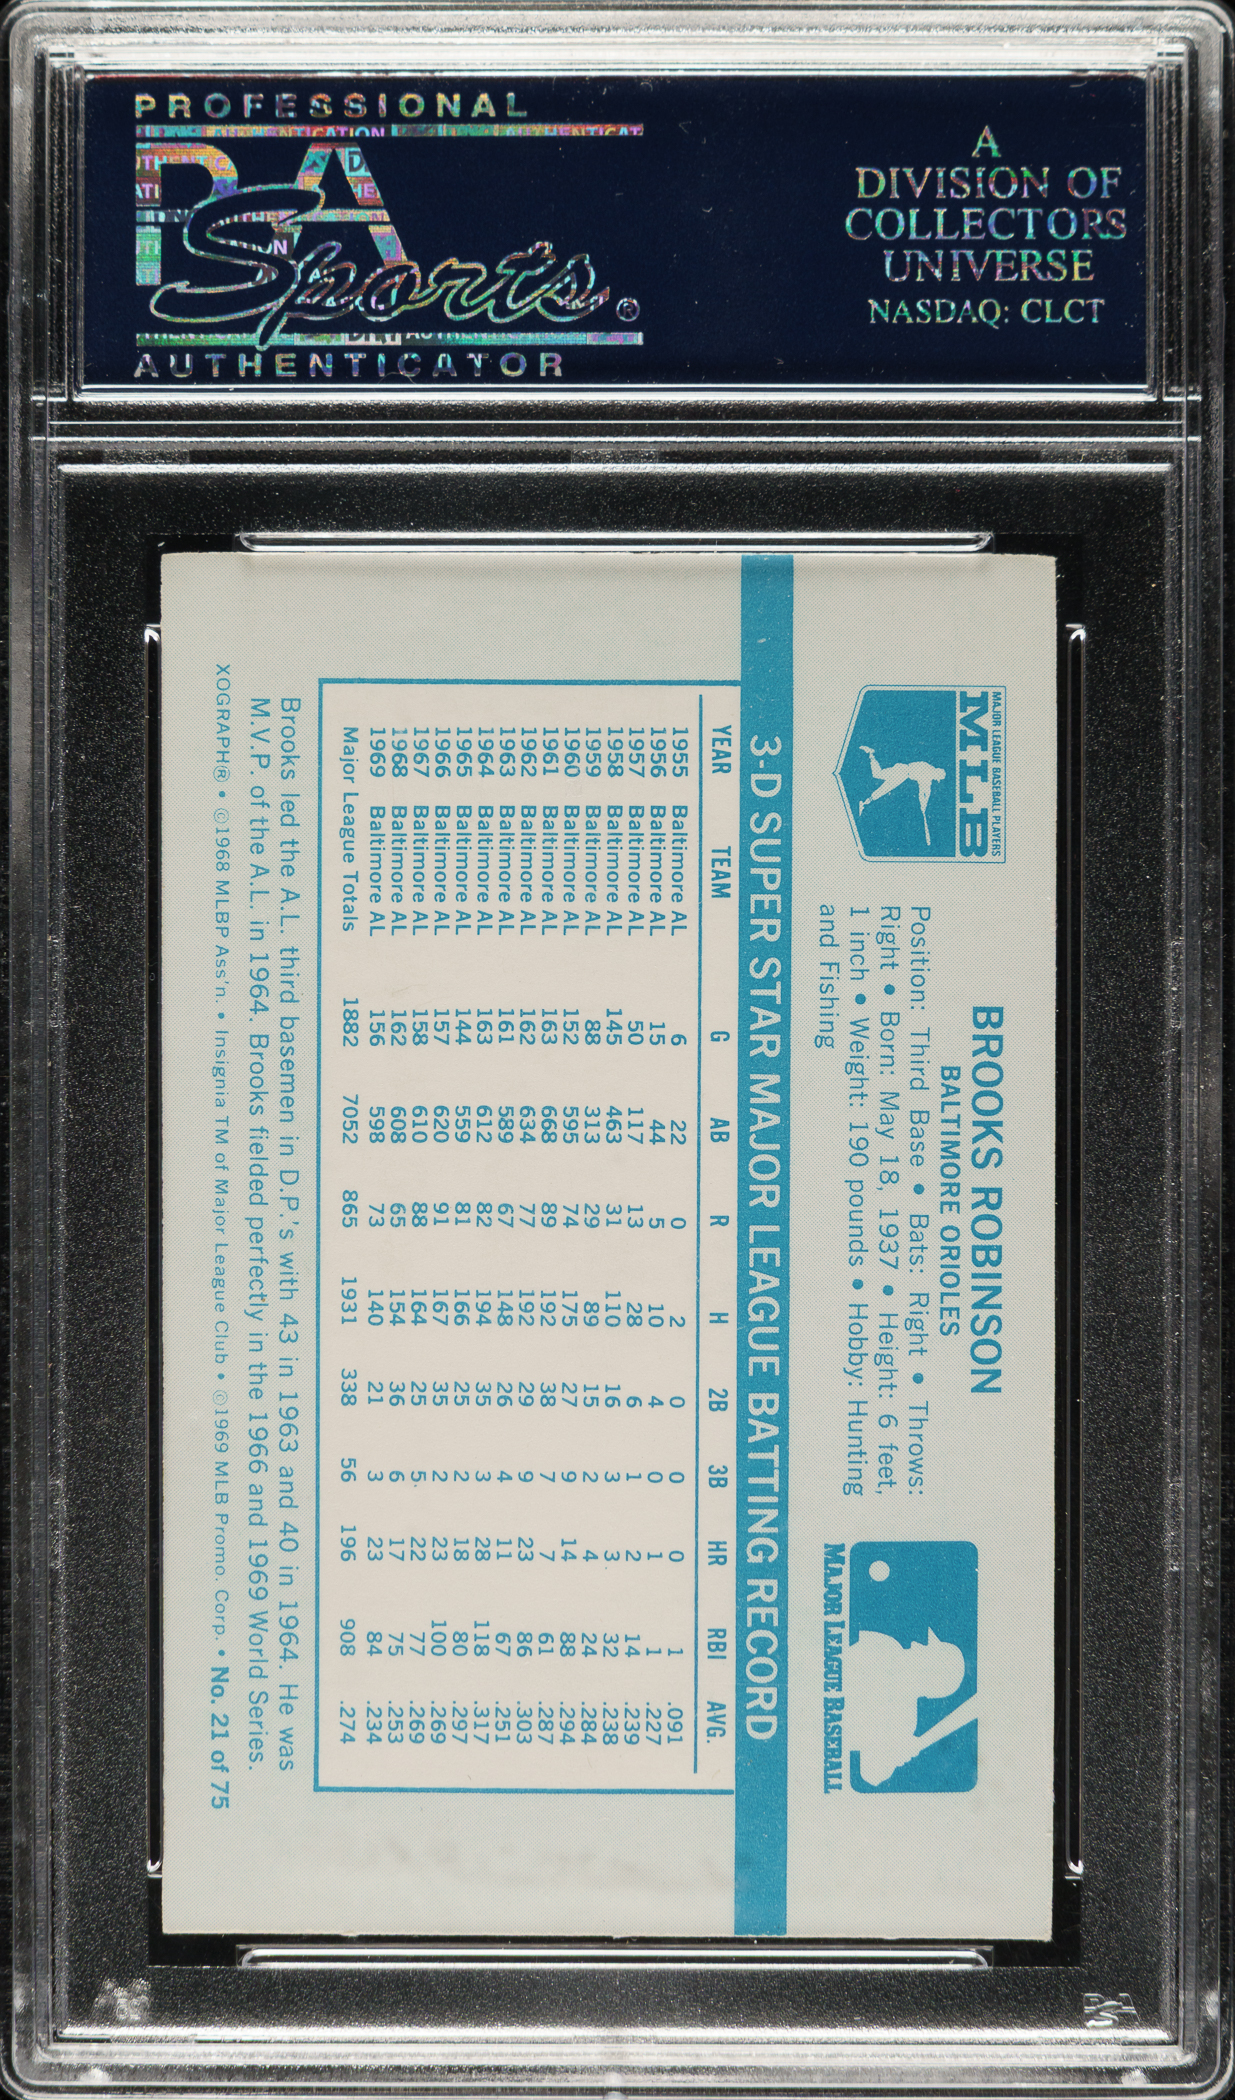 PROFESSIONAL
PSA
Sports®
AUTHENTICATOR
A
DIVISION OF
COLLECTORS
UNIVERSE
NASDAQ: CLCT
MAJOR LEAGUE BASEBALL PLAYERS
MLB
BROOKS ROBINSON
BALTIMORE ORIOLES
Position: Third Base • Bats: Right • Throws:
Right • Born: May 18, 1937 • Height: 6 feet,
1 inch • Weight: 190 pounds • Hobby: Hunting
and Fishing
MAJOR LEAGUE BASEBALL
3-D SUPER STAR MAJOR LEAGUE BATTING RECORD
YEAR TEAM G AB R H 2B 3B HR RBI AVG.
1955 Baltimore AL 6 22 0 2 0 0 0 1 .091
1956 Baltimore AL 15 44 5 10 4 0 1 1 .227
1957 Baltimore AL 50 117 13 28 6 1 2 14 .239
1958 Baltimore AL 145 463 31 110 16 3 3 32 .238
1959 Baltimore AL 88 313 29 89 15 2 4 24 .284
1960 Baltimore AL 152 595 74 175 27 9 14 88 .294
1961 Baltimore AL 163 668 89 192 38 7 7 61 .287
1962 Baltimore AL 162 634 77 192 29 9 23 86 .303
1963 Baltimore AL 161 589 67 148 26 4 11 67 .251
1964 Baltimore AL 163 612 82 194 35 3 28 118 .317
1965 Baltimore AL 144 559 81 166 25 2 18 80 .297
1966 Baltimore AL 157 620 91 167 35 2 23 100 .269
1967 Baltimore AL 158 610 88 164 25 5 22 77 .269
1968 Baltimore AL 162 608 65 154 36 6 17 75 .253
1969 Baltimore AL 156 598 73 140 21 3 23 84 .234
Major League Totals 1882 7052 865 1931 338 56 196 908 .274
Brooks led the A.L. third basemen in D.P.'s with 43 in 1963 and 40 in 1964. He was
M.V.P. of the A.L. in 1964. Brooks fielded perfectly in the 1966 and 1969 World Series.
XOGRAPH® • ©1968 MLBP Ass'n. • Insignia TM of Major League Club • ©1969 MLB Promo. Corp. • No. 21 of 75
PSA